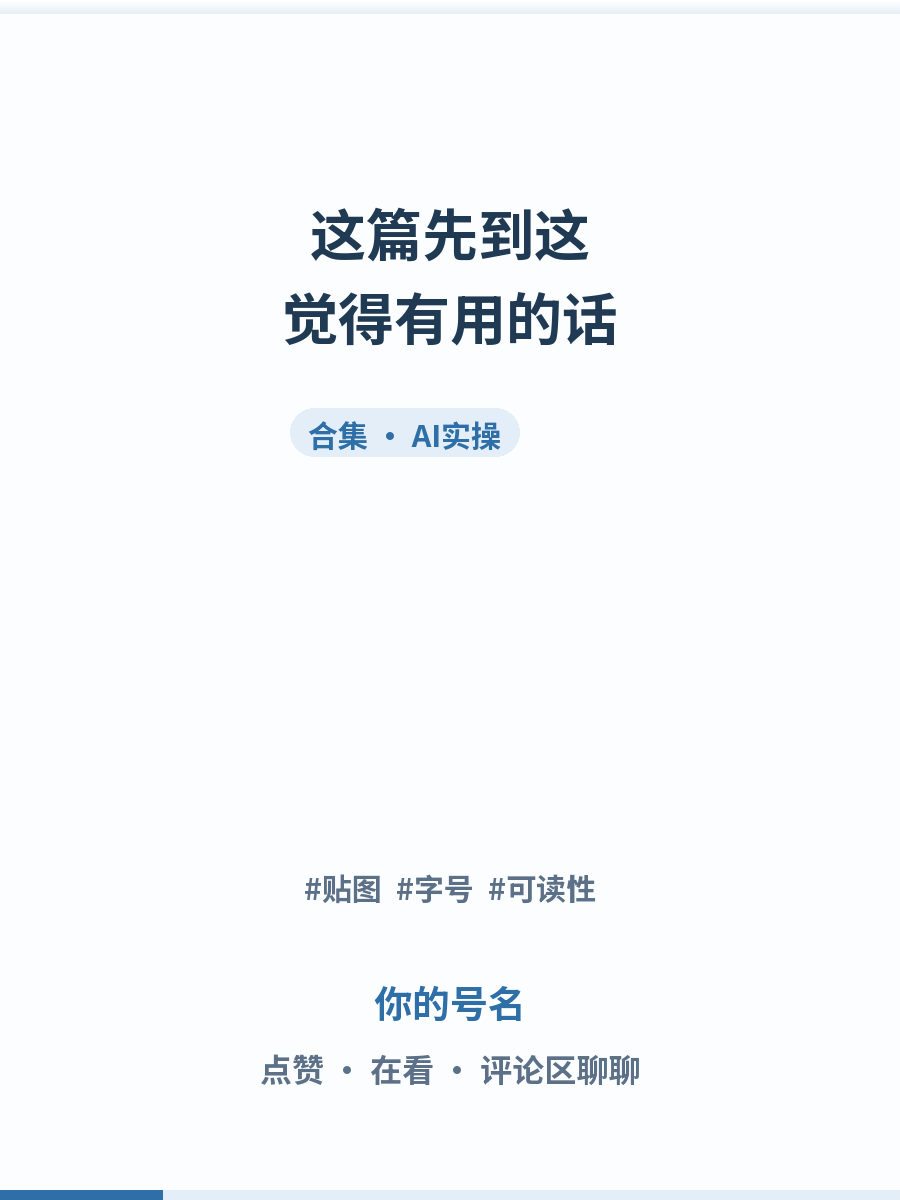 这篇先到这
觉得有用的话
合集 · AI实操
#贴图 #字号 #可读性
你的号名
点赞 · 在看 · 评论区聊聊